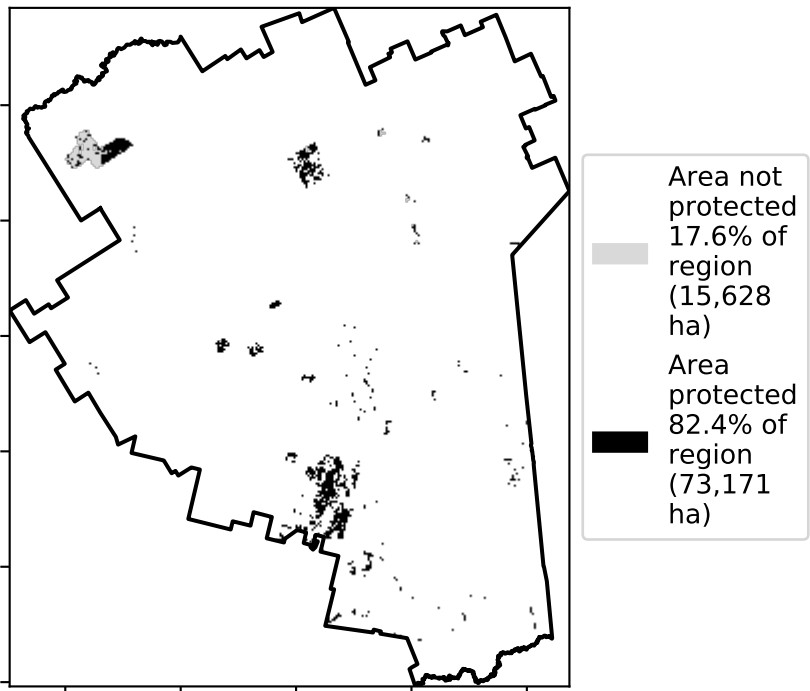 Area not
protected
17.6% of
region
(15,628
ha)
Area
protected
82.4% of
region
(73,171
ha)